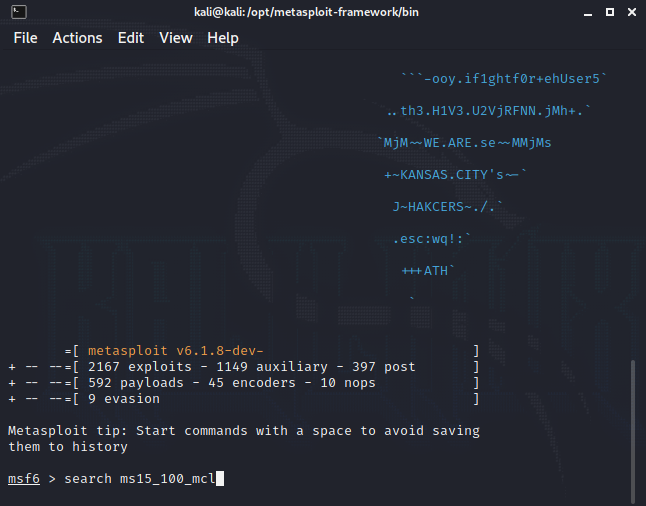 kali@kali: /opt/metasploit-framework/bin
File Actions Edit View Help
```-ooy.if1ghtf0r+ehUser5`
..th3.H1V3.U2VjRFNN.jMh+.`
`MjM~~WE.ARE.se~~MMjMs
+~KANSAS.CITY's~-`
J~HAKCERS~./.`
.esc:wq!:`
+++ATH`
`
=[ metasploit v6.1.8-dev- ]
+ -- --=[ 2167 exploits - 1149 auxiliary - 397 post ]
+ -- --=[ 592 payloads - 45 encoders - 10 nops ]
+ -- --=[ 9 evasion ]
Metasploit tip: Start commands with a space to avoid saving
them to history
msf6 > search ms15_100_mcl